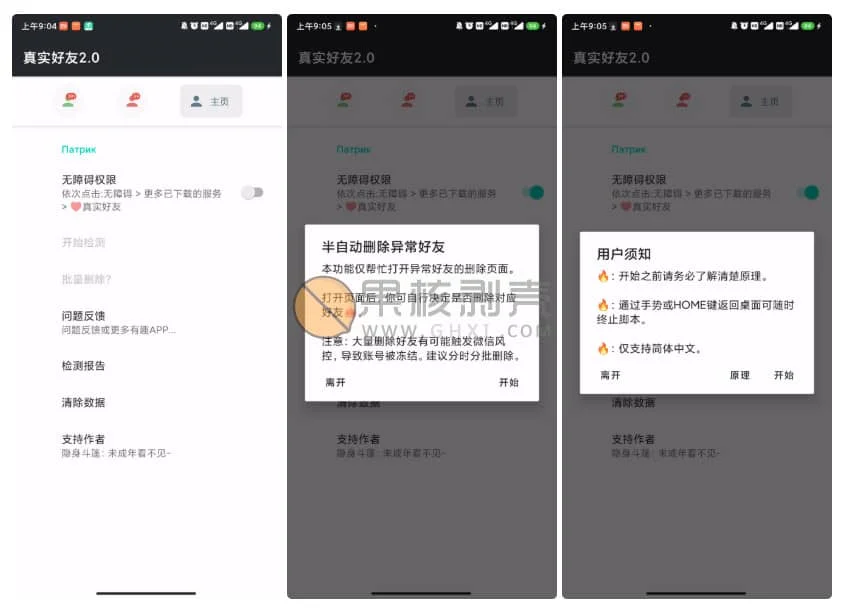 上午9:04
4G
4G
94
真实好友2.0
主页
Патрик
无障碍权限
依次点击:无障碍 > 更多已下载的服务
> ❤️真实好友
开始检测
批量删除?
问题反馈
问题反馈或更多有趣APP...
检测报告
清除数据
支持作者
隐身斗篷: 未成年看不见~
上午9:05
4G
4G
真实好友2.0
主页
Патрик
无障碍权限
依次点击:无障碍 > 更多已下载的服务
> ❤️真实好友
半自动删除异常好友
本功能仅帮忙打开异常好友的删除页面。
打开页面后, 你可自行决定是否删除对应
好友🔥
注意: 大量删除好友有可能触发微信风
控, 导致账号被冻结。建议分时分批删除。
离开
开始
清除数据
支持作者
隐身斗篷: 未成年看不见~
果核剥壳
WWW.GHXI.COM
上午9:05
4G
4G
真实好友2.0
主页
Патрик
无障碍权限
依次点击:无障碍 > 更多已下载的服务
> ❤️真实好友
用户须知
🔥: 开始之前请务必了解清楚原理。
🔥: 通过手势或HOME键返回桌面可随时
终止脚本。
🔥: 仅支持简体中文。
离开
原理
开始
清除数据
支持作者
隐身斗篷: 未成年看不见~